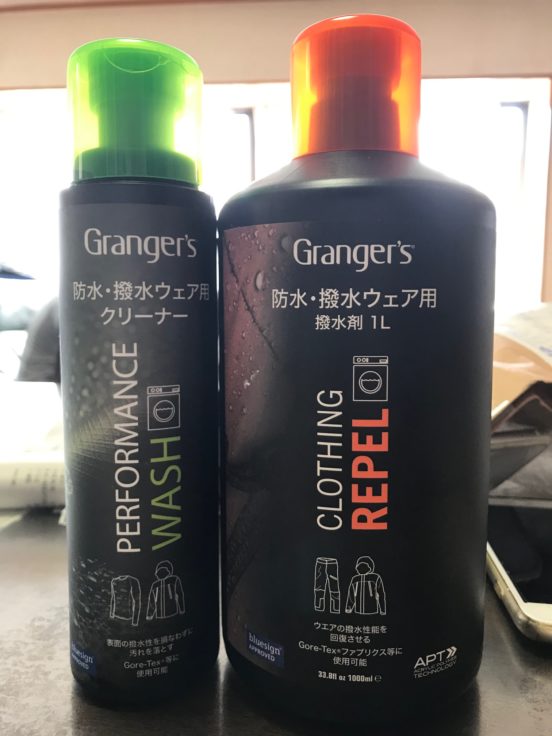 Granger's
防水・撥水ウェア用
クリーナー
PERFORMANCE
WASH
表面の撥水性を損なわずに
汚れを落とす
Gore-Tex®等に
使用可能
bluesign®
APPROVED
Granger's®
防水・撥水ウェア用
撥水剤 1L
CLOTHING
REPEL
ウエアの撥水性能を
回復させる
Gore-Tex®ファブリクス等に
使用可能
bluesign®
APPROVED
33.8fl oz 1000ml ℮
APT
TECHNOLOGY